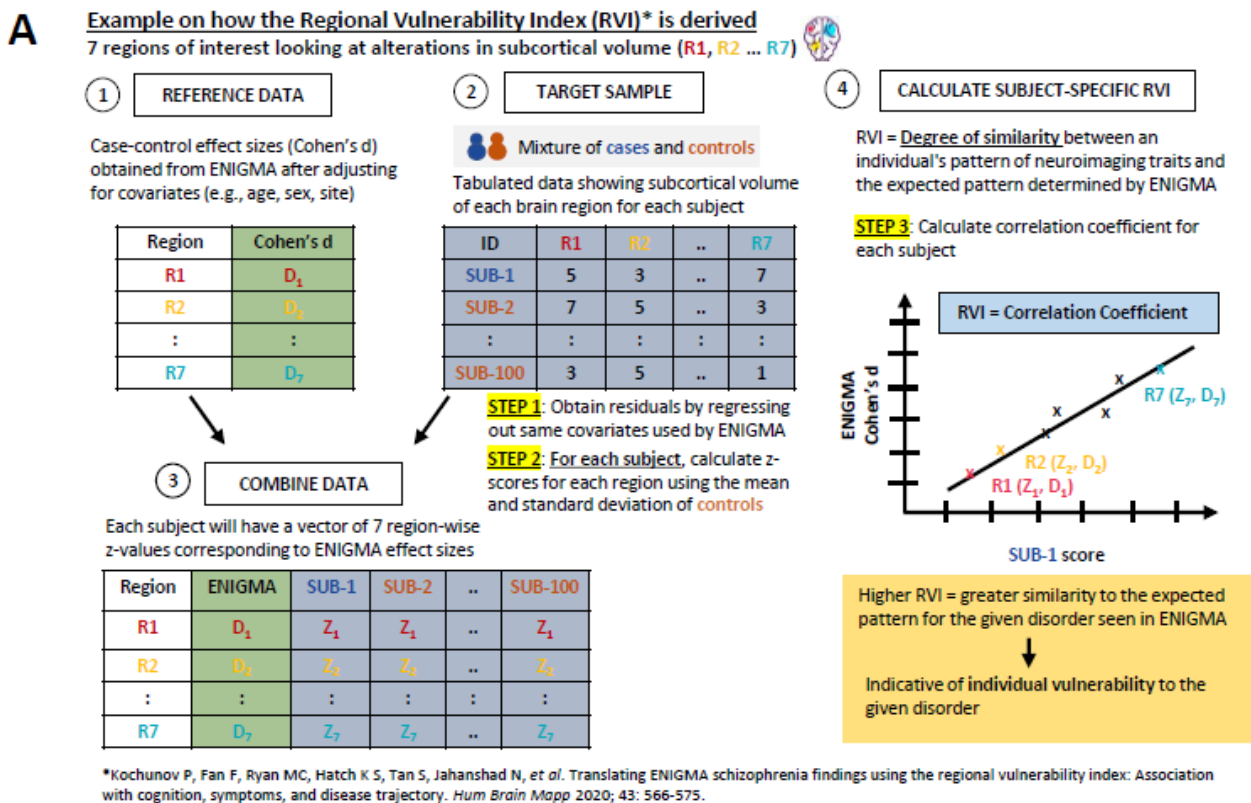 A
Example on how the Regional Vulnerability Index (RVI)* is derived
7 regions of interest looking at alterations in subcortical volume (R1, R2 ... R7)
1 REFERENCE DATA
Case-control effect sizes (Cohen's d)
obtained from ENIGMA after adjusting
for covariates (e.g., age, sex, site)
Region Cohen's d
R1 D₁
R2 D₂
: :
R7 D₇
2 TARGET SAMPLE
Mixture of cases and controls
Tabulated data showing subcortical volume
of each brain region for each subject
ID R1 R2 .. R7
SUB-1 5 3 .. 7
SUB-2 7 5 .. 3
: : : : :
SUB-100 3 5 .. 1
STEP 1: Obtain residuals by regressing
out same covariates used by ENIGMA
STEP 2: For each subject, calculate z-
scores for each region using the mean
and standard deviation of controls
3 COMBINE DATA
Each subject will have a vector of 7 region-wise
z-values corresponding to ENIGMA effect sizes
Region ENIGMA SUB-1 SUB-2 .. SUB-100
R1 D₁ Z₁ Z₁ .. Z₁
R2 D₂ Z₂ Z₂ .. Z₂
: : : : : :
R7 D₇ Z₇ Z₇ .. Z₇
4 CALCULATE SUBJECT-SPECIFIC RVI
RVI = Degree of similarity between an
individual's pattern of neuroimaging traits and
the expected pattern determined by ENIGMA
STEP 3: Calculate correlation coefficient for
each subject
RVI = Correlation Coefficient
ENIGMA
Cohen's d
R7 (Z₇, D₇)
R2 (Z₂, D₂)
R1 (Z₁, D₁)
SUB-1 score
Higher RVI = greater similarity to the expected
pattern for the given disorder seen in ENIGMA
Indicative of individual vulnerability to the
given disorder
*Kochunov P, Fan F, Ryan MC, Hatch K S, Tan S, Jahanshad N, et al. Translating ENIGMA schizophrenia findings using the regional vulnerability index: Association
with cognition, symptoms, and disease trajectory. Hum Brain Mapp 2020; 43: 566-575.